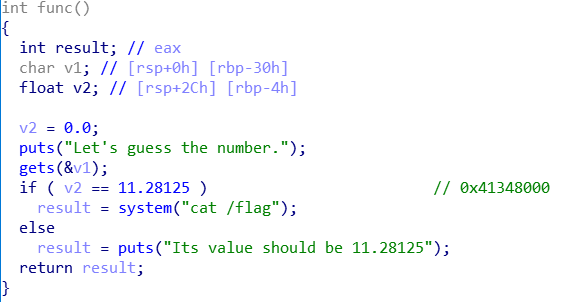 int func()
{
  int result; // eax
  char v1; // [rsp+0h] [rbp-30h]
  float v2; // [rsp+2Ch] [rbp-4h]

  v2 = 0.0;
  puts("Let's guess the number.");
  gets(&v1);
  if ( v2 == 11.28125 )                         // 0x41348000
    result = system("cat /flag");
  else
    result = puts("Its value should be 11.28125");
  return result;
}